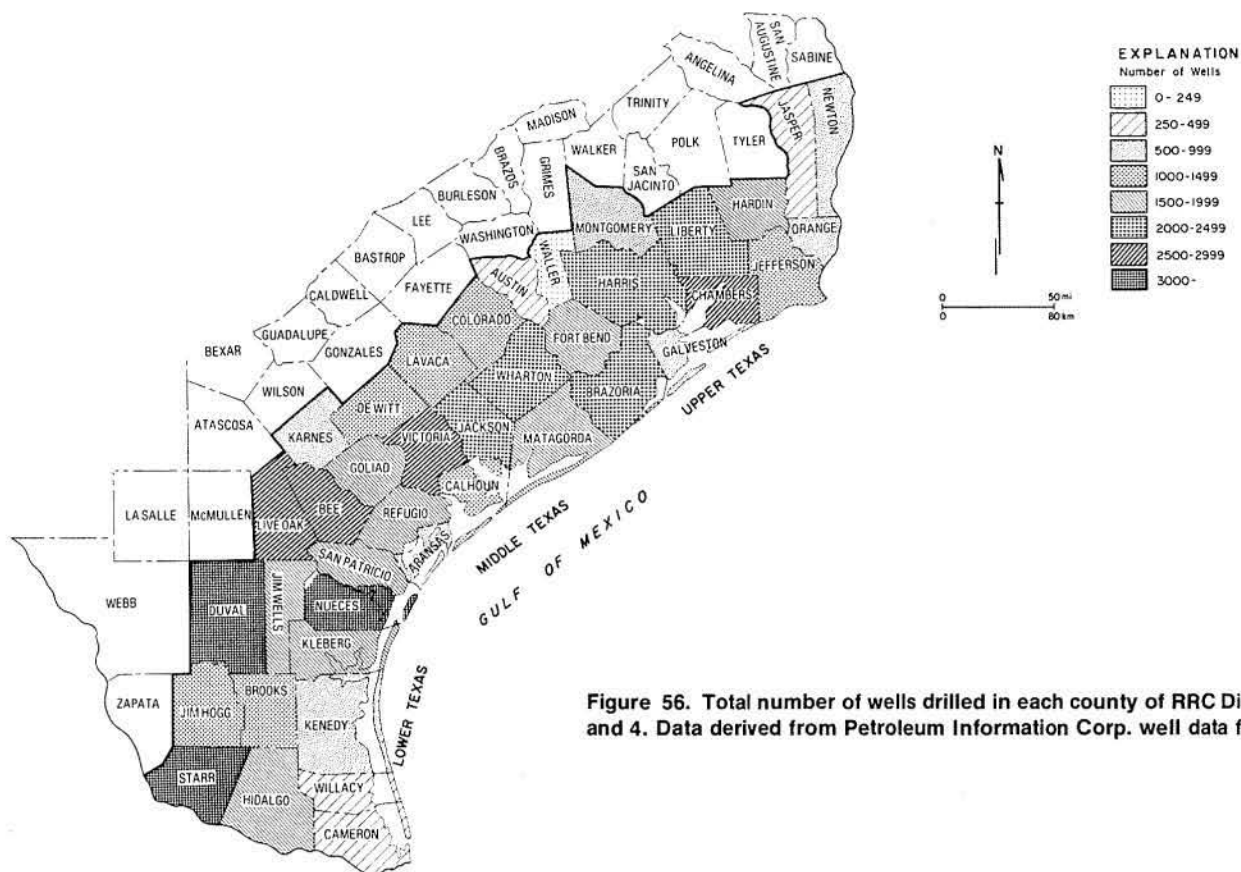 SAN AUGUSTINE
SABINE
ANGELINA
TRINITY
MADISON
WALKER
POLK
TYLER
JASPER
NEWTON
BRAZOS
GRIMES
SAN JACINTO
BURLESON
LEE
WASHINGTON
MONTGOMERY
LIBERTY
HARDIN
ORANGE
BASTROP
FAYETTE
AUSTIN
WALLER
HARRIS
CHAMBERS
JEFFERSON
CALDWELL
COLORADO
FORT BEND
GALVESTON
BEXAR
GUADALUPE
GONZALES
LAVACA
WHARTON
BRAZORIA
WILSON
DE WITT
ATASCOSA
KARNES
VICTORIA
JACKSON
MATAGORDA
GOLIAD
CALHOUN
LA SALLE
McMULLEN
LIVE OAK
BEE
REFUGIO
SAN PATRICIO
ARANSAS
WEBB
DUVAL
JIM WELLS
NUECES
KLEBERG
ZAPATA
JIM HOGG
BROOKS
KENEDY
STARR
HIDALGO
WILLACY
CAMERON
UPPER TEXAS
MIDDLE TEXAS
GULF OF MEXICO
LOWER TEXAS
EXPLANATION
Number of Wells
0 - 249
250-499
500-999
1000-1499
1500-1999
2000-2499
2500-2999
3000-
N
0 50 mi
0 80 km
Figure 56. Total number of wells drilled in each county of RRC Di
and 4. Data derived from Petroleum Information Corp. well data f